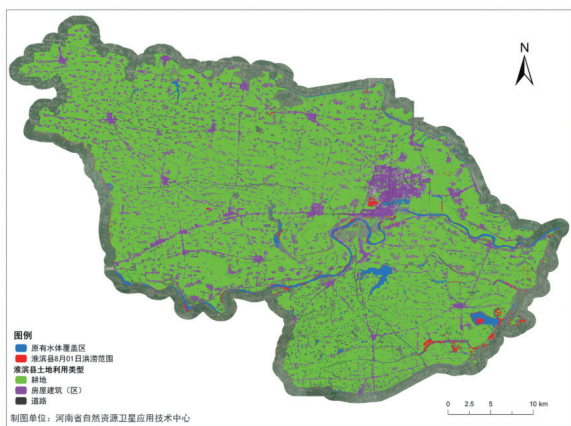 N
图例
原有水体覆盖区
淮滨县8月01日洪涝范围
淮滨县土地利用类型
耕地
房屋建筑（区）
道路
制图单位：河南省自然资源卫星应用技术中心
0 2.5 5 10 km